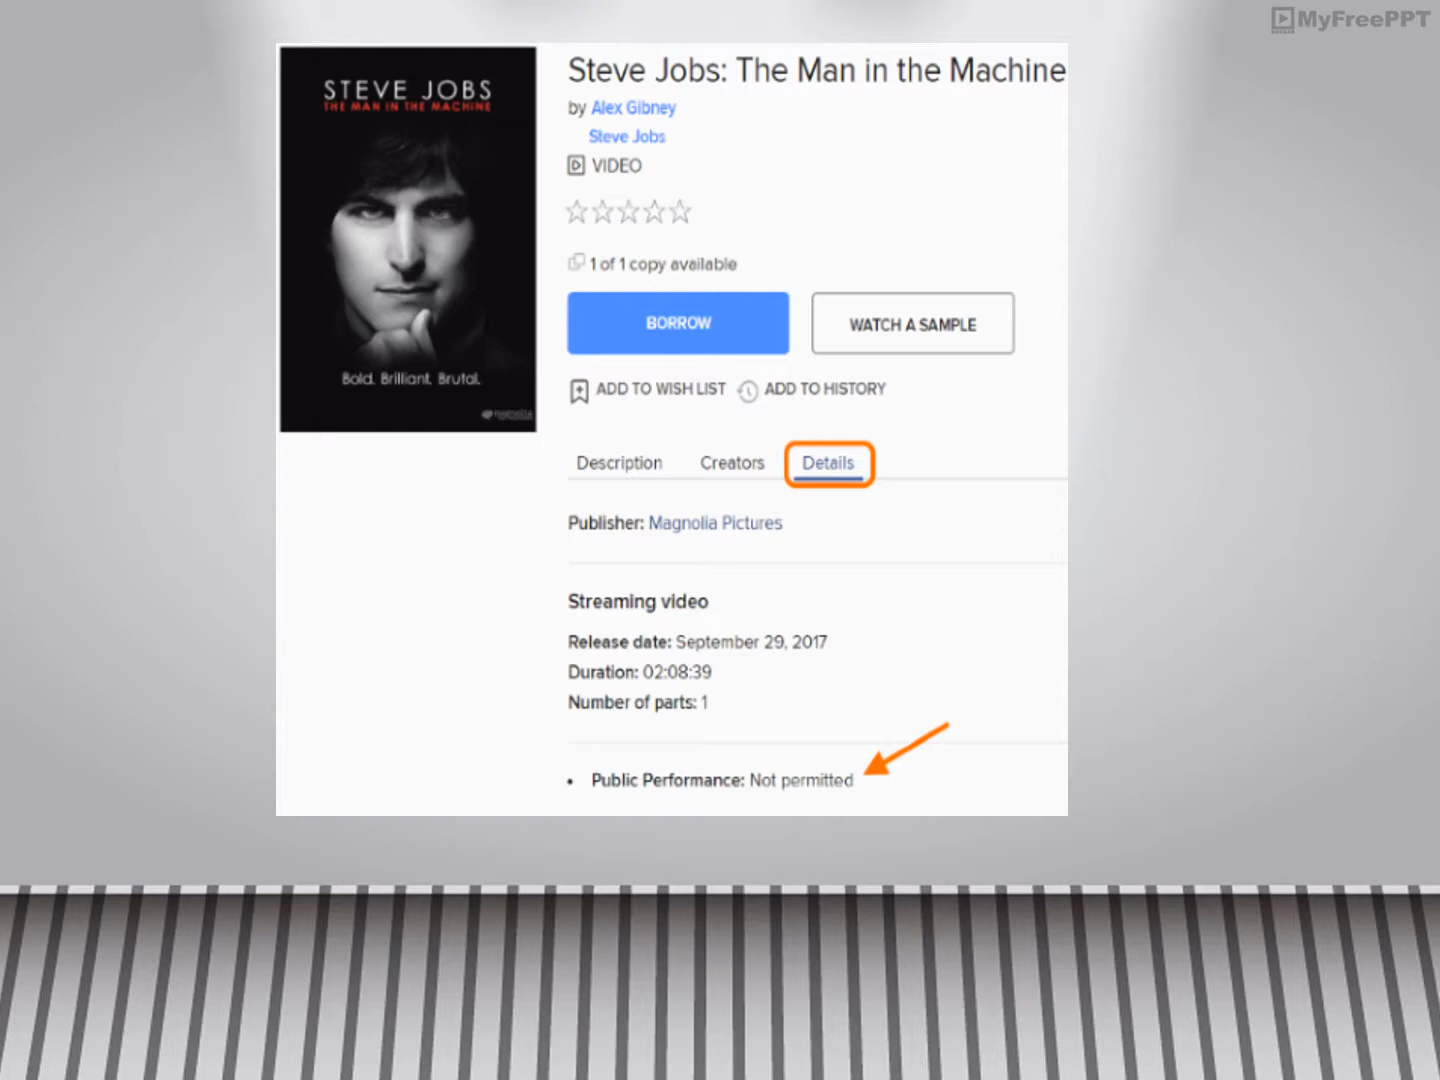 MyFreePPT
STEVE JOBS
THE MAN IN THE MACHINE
Bold. Brilliant. Brutal.
magnolia
Steve Jobs: The Man in the Machine
by Alex Gibney
Steve Jobs
VIDEO
1 of 1 copy available
BORROW
WATCH A SAMPLE
ADD TO WISH LIST
ADD TO HISTORY
Description
Creators
Details
Publisher: Magnolia Pictures
Streaming video
Release date: September 29, 2017
Duration: 02:08:39
Number of parts: 1
• Public Performance: Not permitted